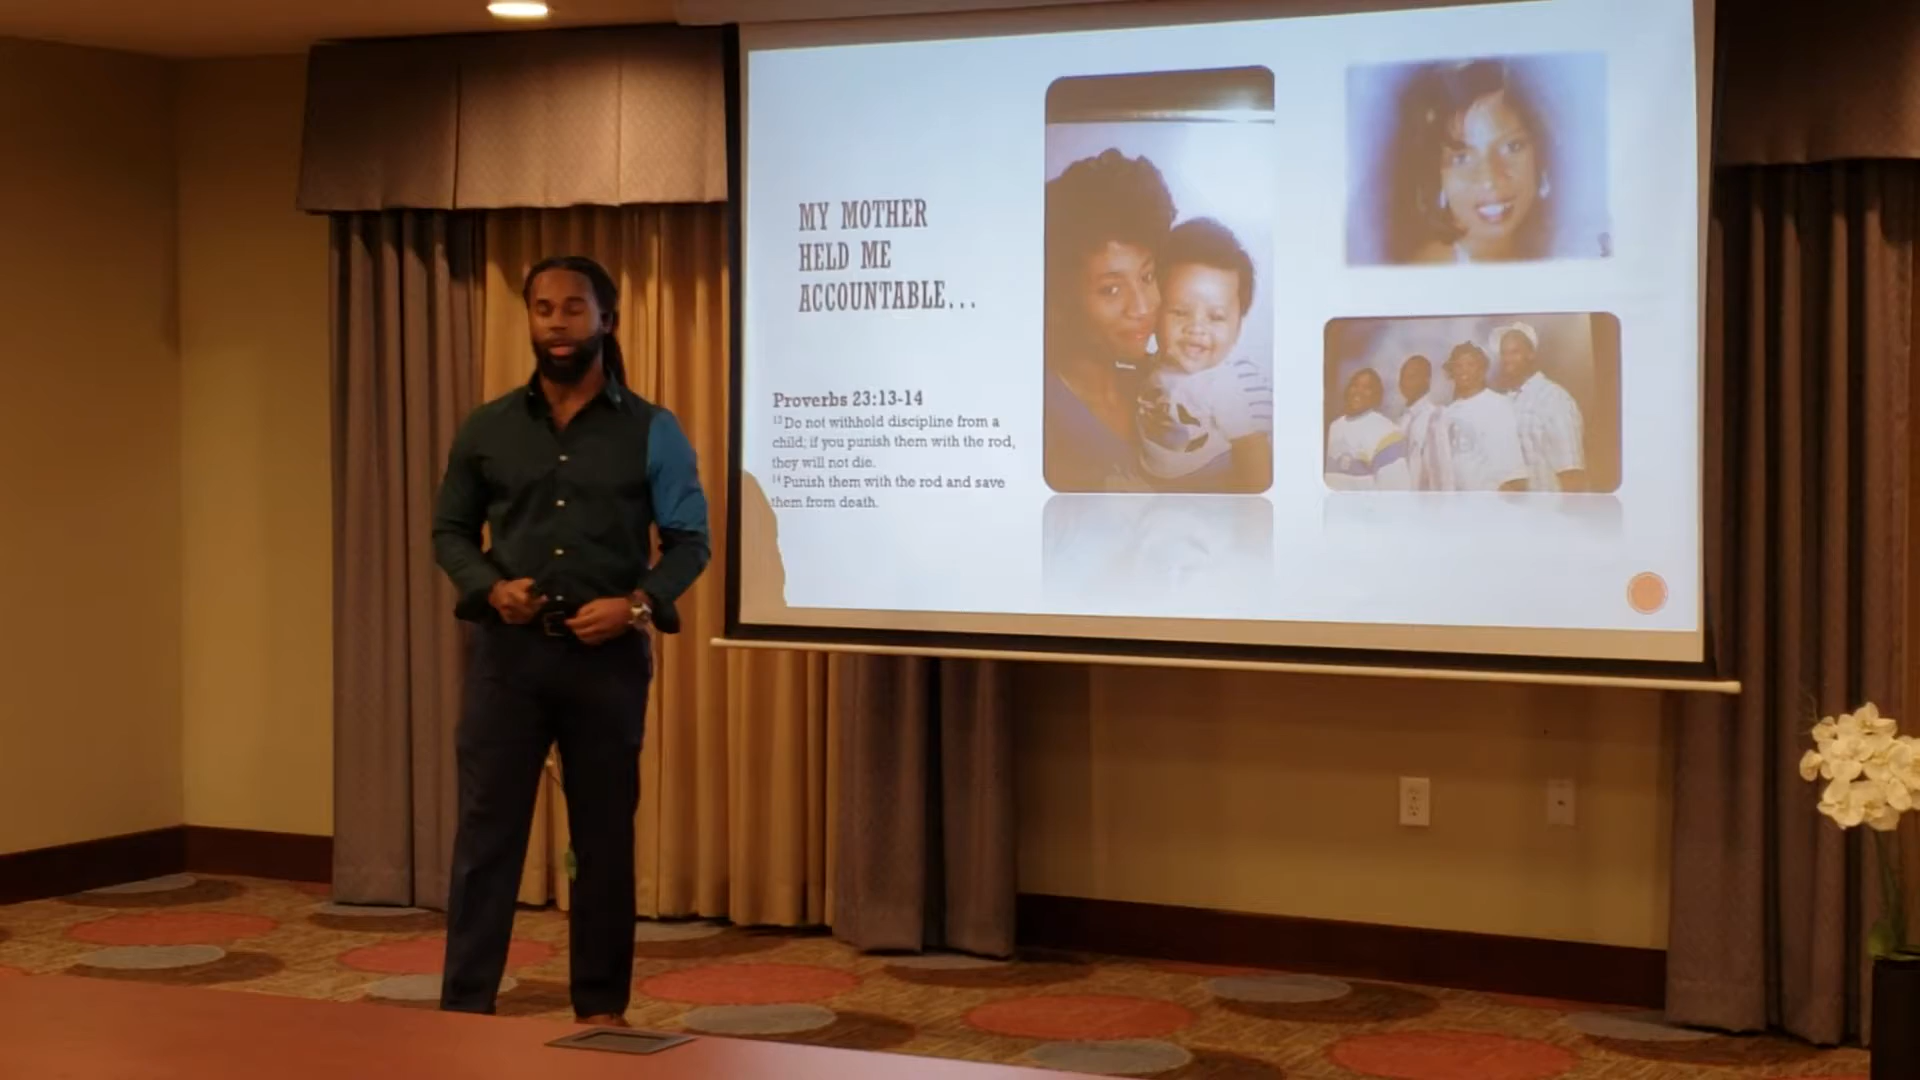 MY MOTHER
HELD ME
ACCOUNTABLE...
Proverbs 23:13-14
13 Do not withhold discipline from a
child; if you punish them with the rod,
they will not die.
14 Punish them with the rod and save
them from death.